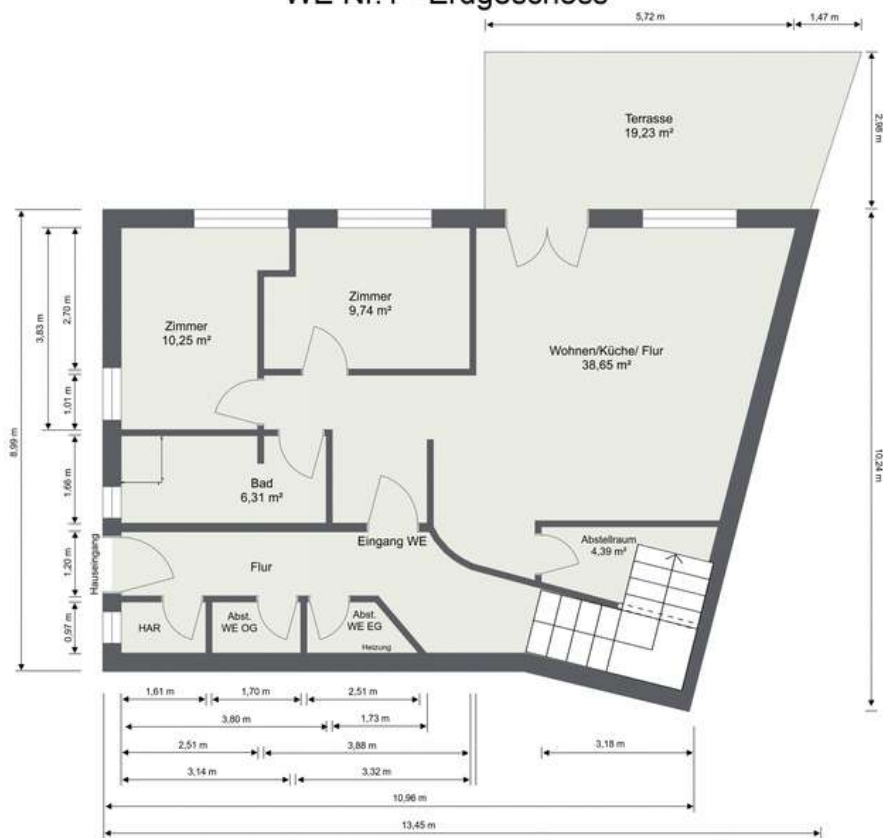 WE Nr.1 - Erdgeschoss
5,72 m
1,47 m
2,98 m
Terrasse
19,23 m²
8,99 m
3,83 m
2,70 m
1,01 m
1,66 m
1,20 m
0,97 m
10,24 m
Zimmer
10,25 m²
Zimmer
9,74 m²
Wohnen/Küche/ Flur
38,65 m²
Bad
6,31 m²
Eingang WE
Abstellraum
4,39 m²
Hauseingang
Flur
HAR
Abst.
WE OG
Abst.
WE EG
Heizung
1,61 m
1,70 m
2,51 m
3,80 m
1,73 m
2,51 m
3,88 m
3,18 m
3,14 m
3,32 m
10,96 m
13,45 m